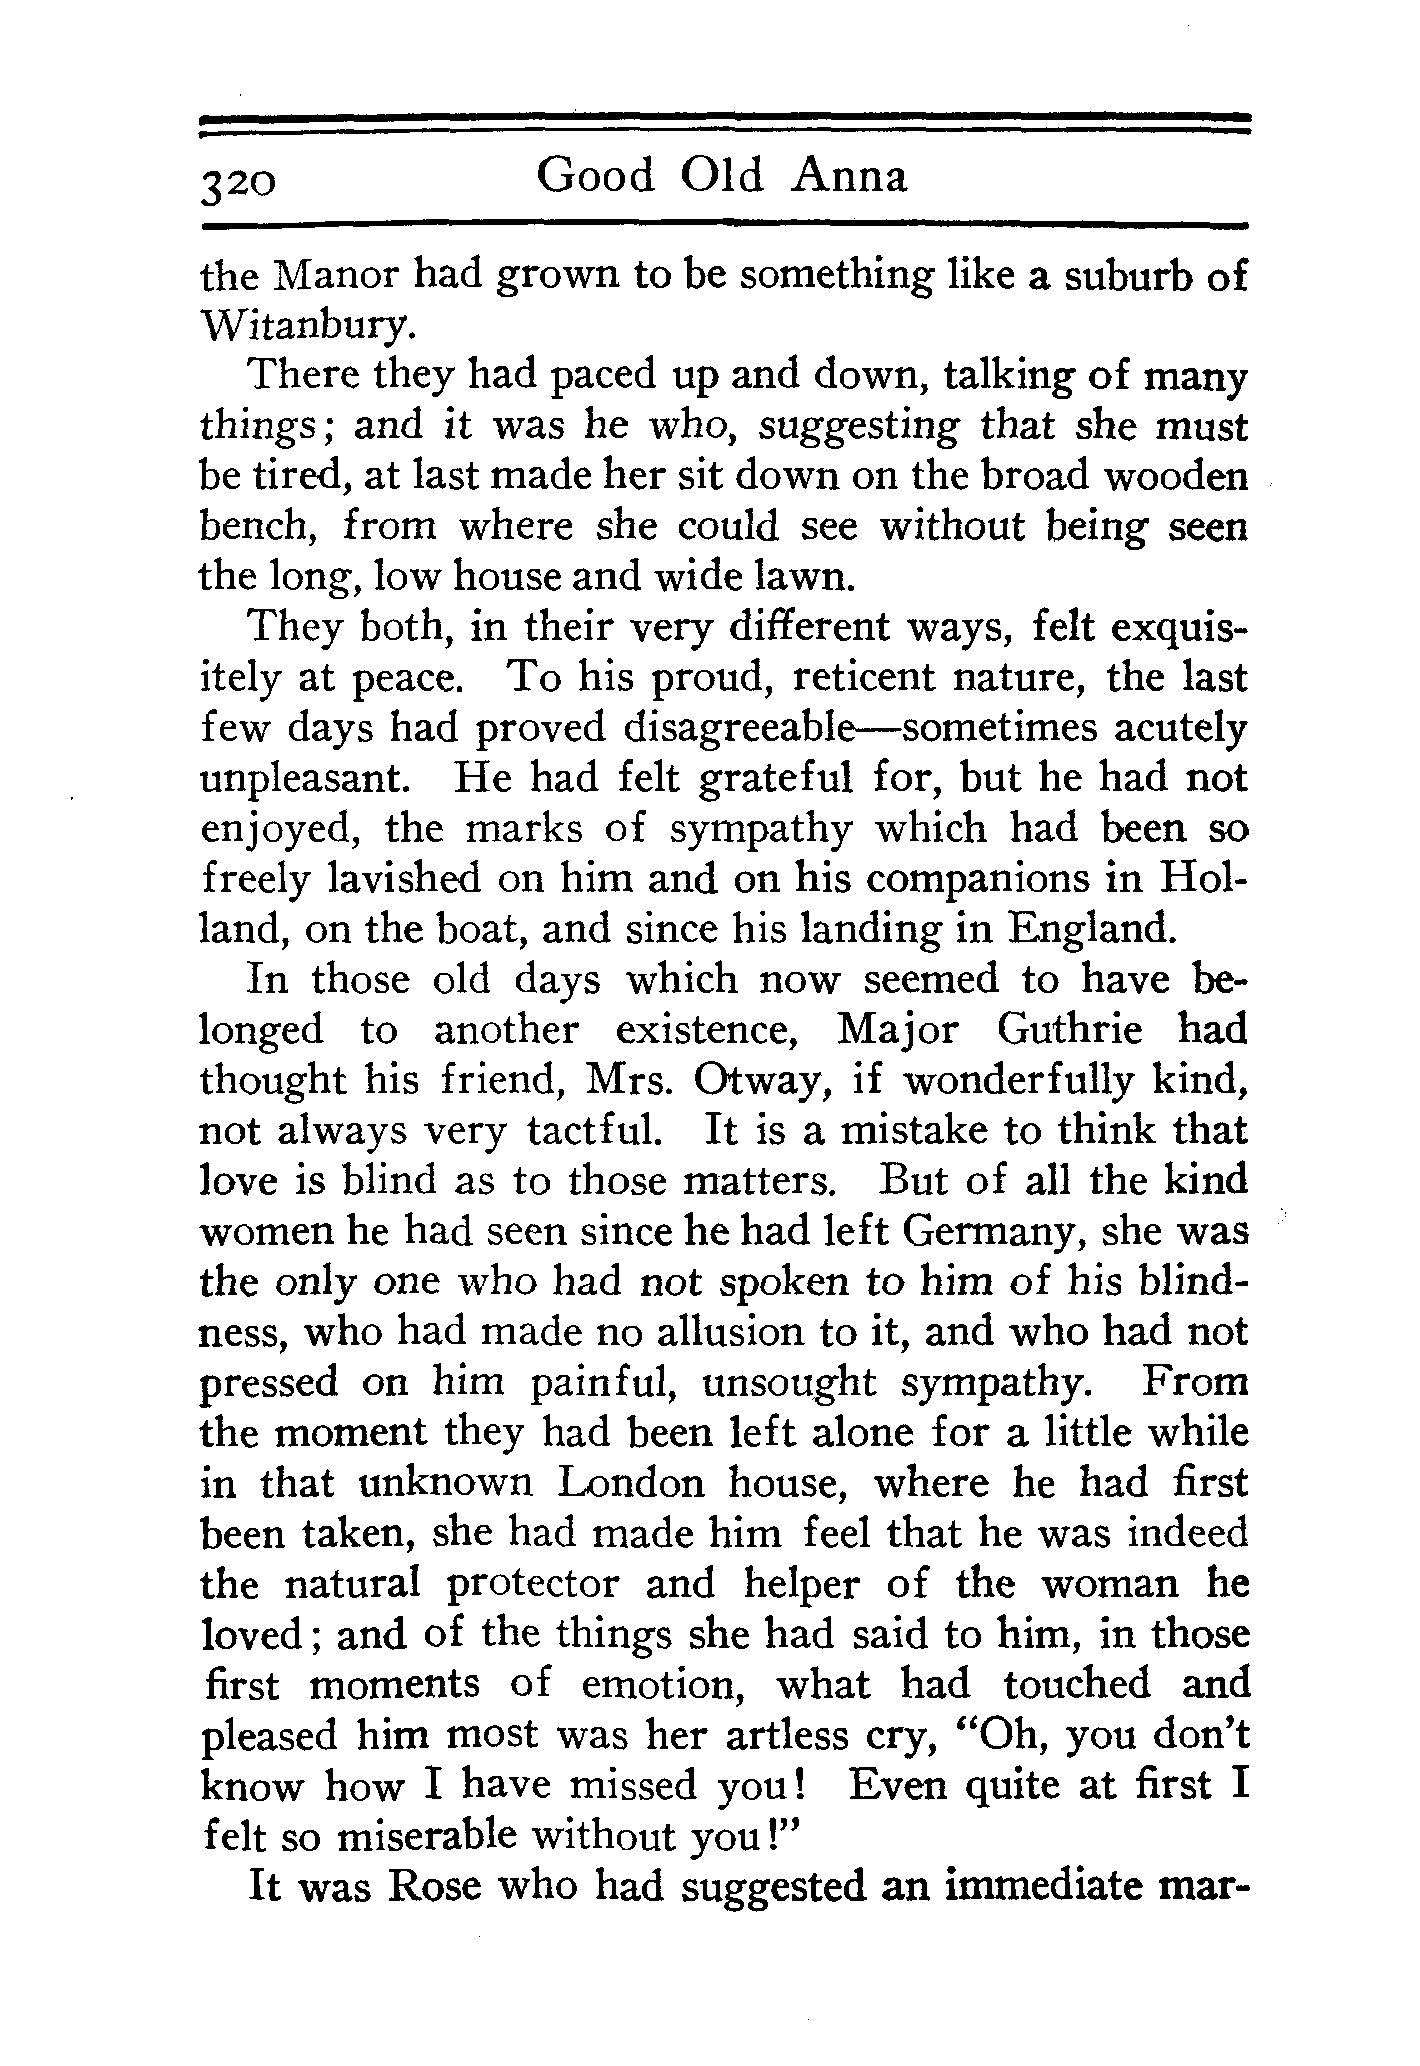 320 Good Old Anna
the Manor had grown to be something like a suburb of
Witanbury.
There they had paced up and down, talking of many
things; and it was he who, suggesting that she must
be tired, at last made her sit down on the broad wooden
bench, from where she could see without being seen
the long, low house and wide lawn.
They both, in their very different ways, felt exquis-
itely at peace. To his proud, reticent nature, the last
few days had proved disagreeable—sometimes acutely
unpleasant. He had felt grateful for, but he had not
enjoyed, the marks of sympathy which had been so
freely lavished on him and on his companions in Hol-
land, on the boat, and since his landing in England.
In those old days which now seemed to have be-
longed to another existence, Major Guthrie had
thought his friend, Mrs. Otway, if wonderfully kind,
not always very tactful. It is a mistake to think that
love is blind as to those matters. But of all the kind
women he had seen since he had left Germany, she was
the only one who had not spoken to him of his blind-
ness, who had made no allusion to it, and who had not
pressed on him painful, unsought sympathy. From
the moment they had been left alone for a little while
in that unknown London house, where he had first
been taken, she had made him feel that he was indeed
the natural protector and helper of the woman he
loved; and of the things she had said to him, in those
first moments of emotion, what had touched and
pleased him most was her artless cry, “Oh, you don’t
know how I have missed you! Even quite at first I
felt so miserable without you!”
It was Rose who had suggested an immediate mar-